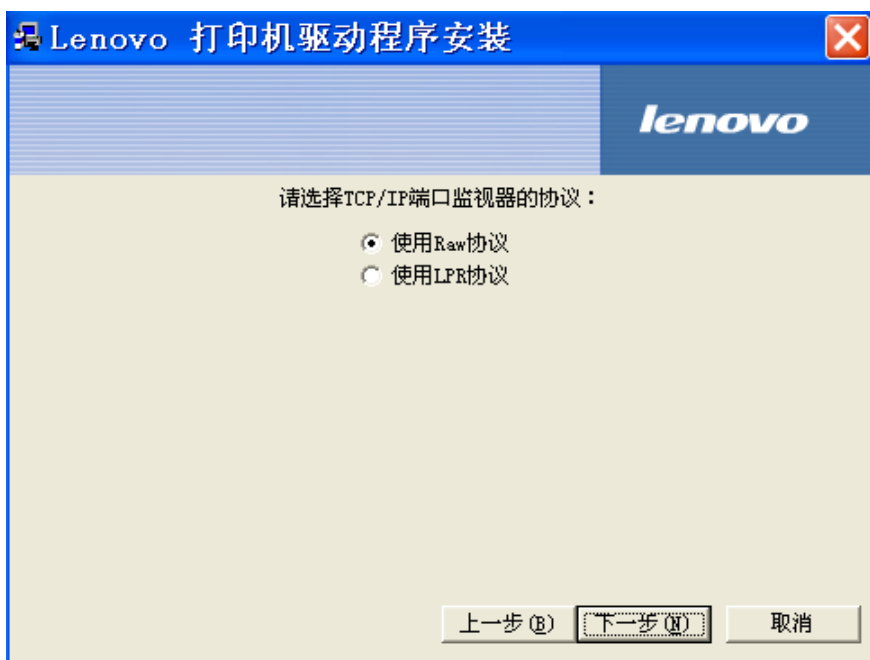 Lenovo 打印机驱动程序安装
lenovo
请选择TCP/IP端口监视器的协议：
使用Raw协议
使用LPR协议
上一步(B) 下一步(N) 取消